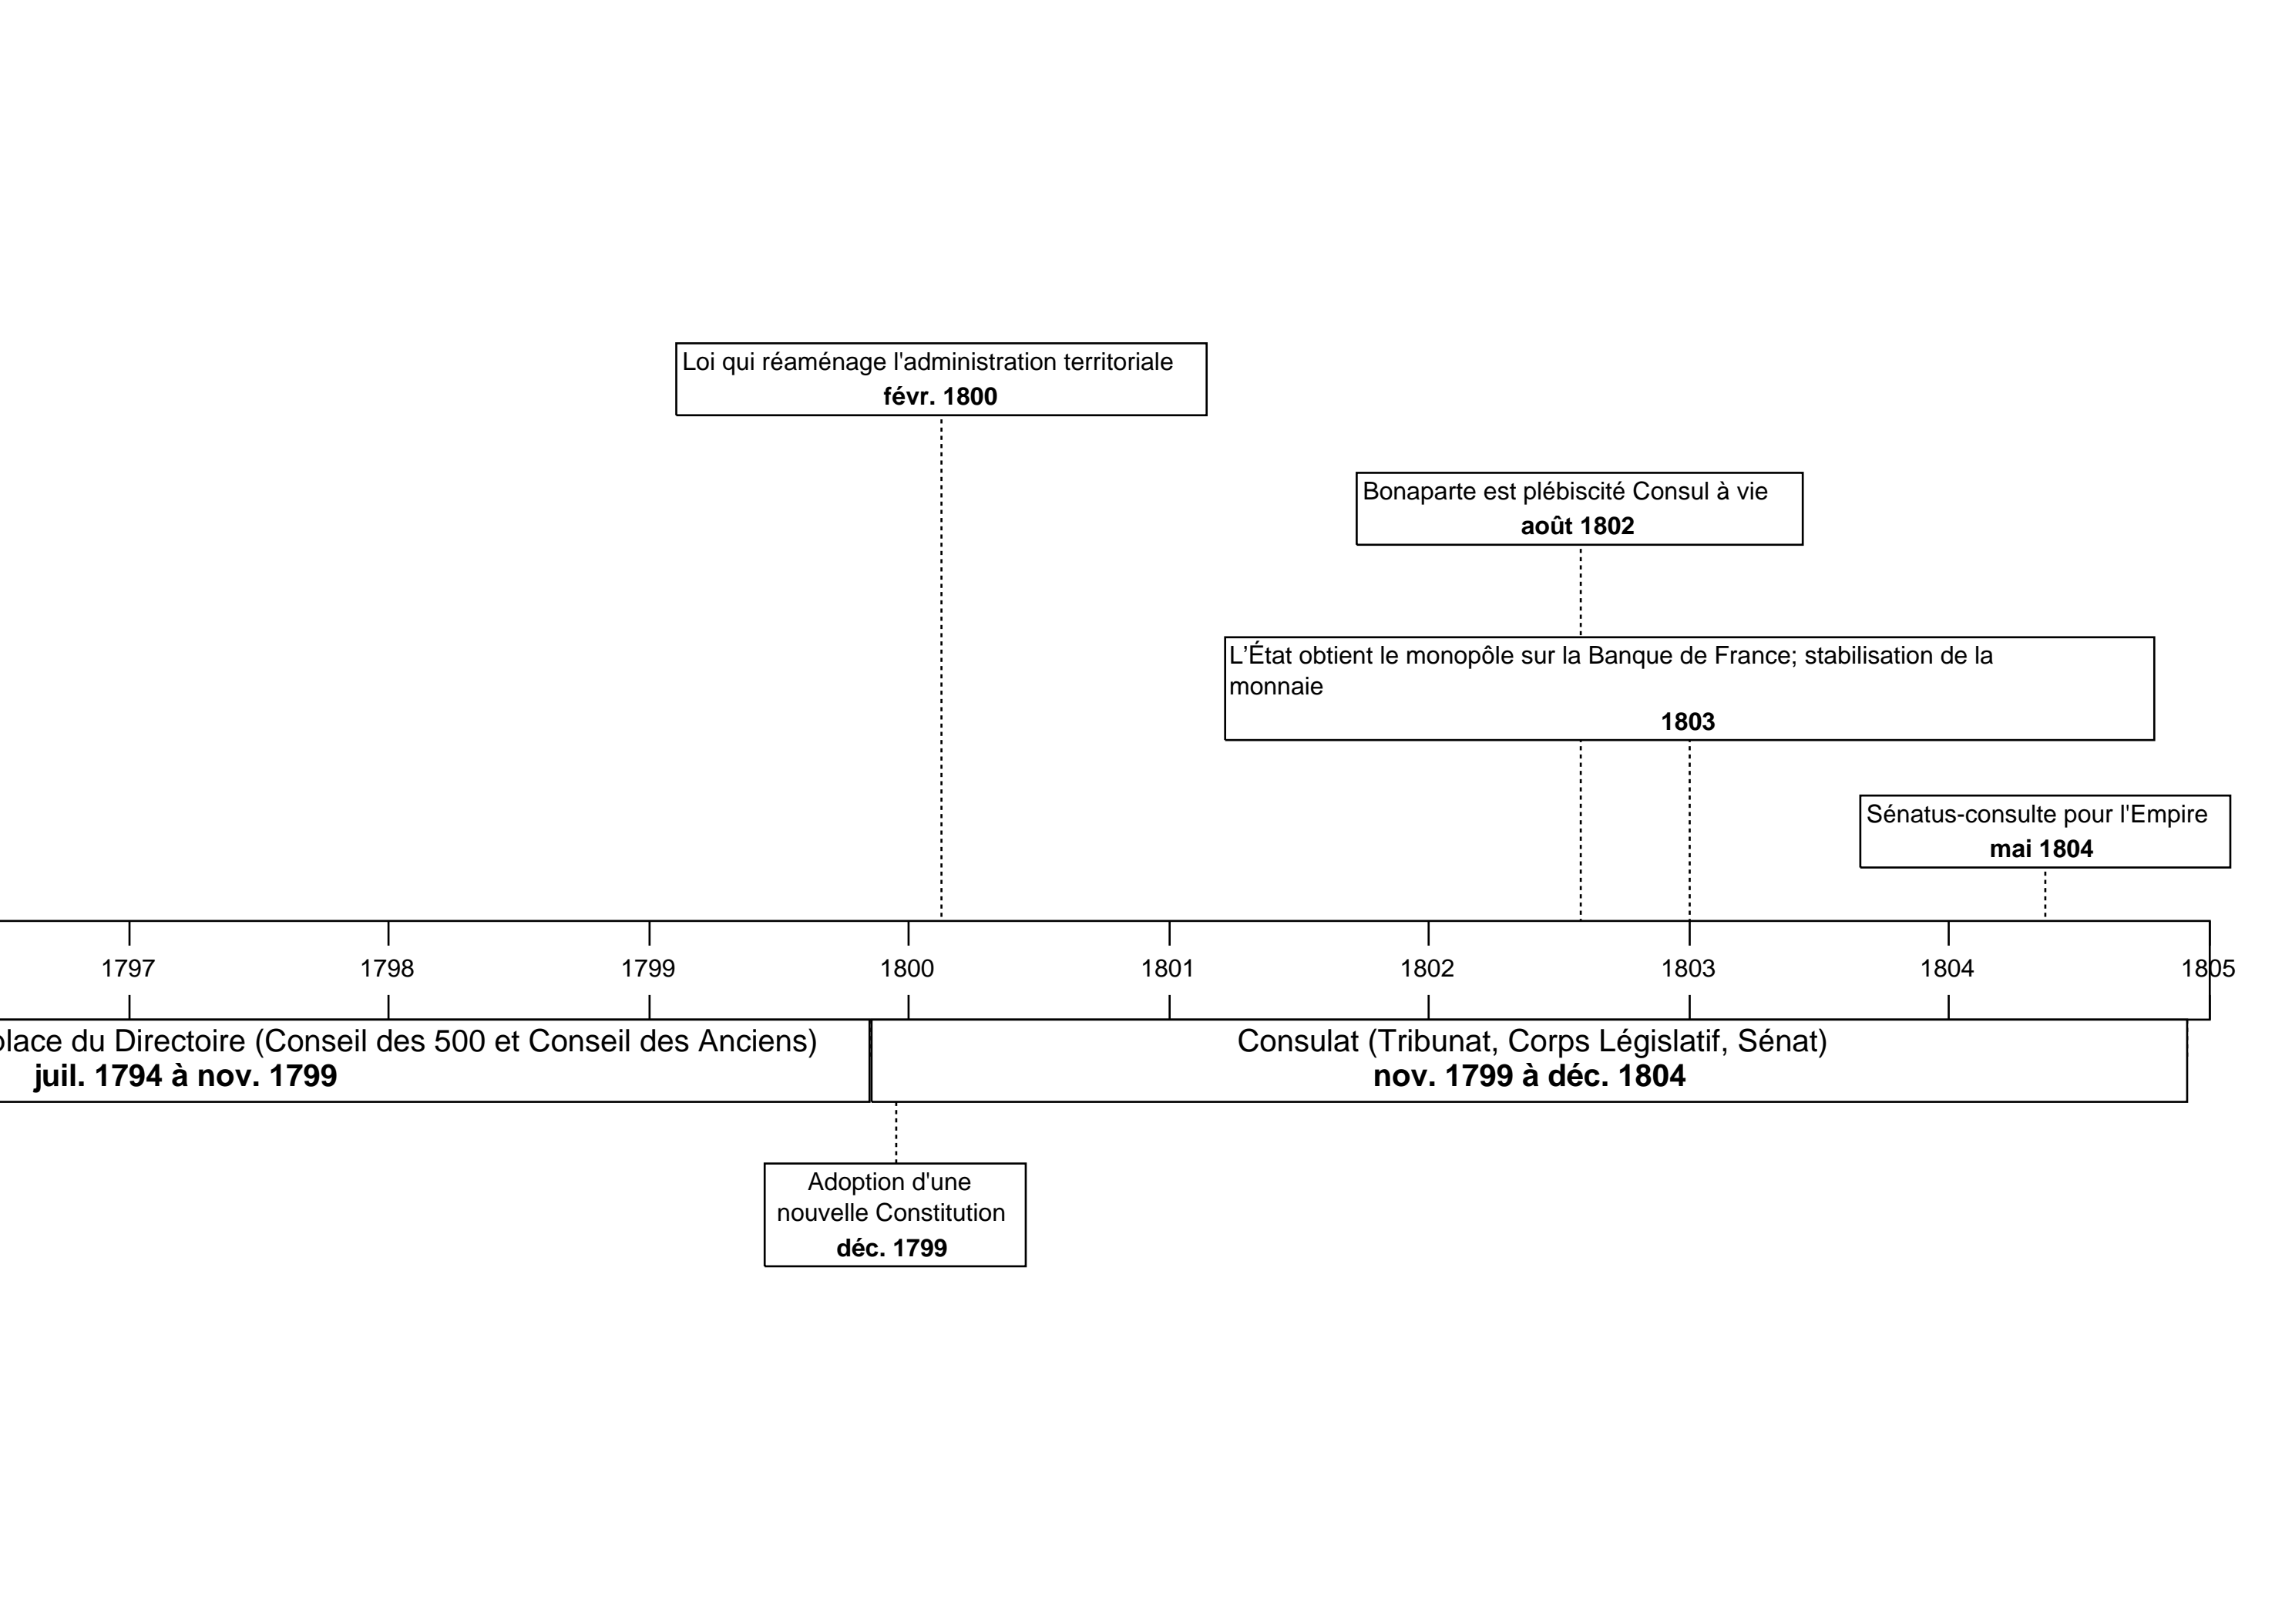 Loi qui réaménage l'administration territoriale
févr. 1800
Bonaparte est plébiscité Consul à vie
août 1802
L’État obtient le monopôle sur la Banque de France; stabilisation de la
monnaie
1803
Sénatus-consulte pour l'Empire
mai 1804
1797 1798 1799 1800 1801 1802 1803 1804 1805
du Directoire (Conseil des 500 et Conseil des Anciens)
juil. 1794 à nov. 1799
Consulat (Tribunat, Corps Législatif, Sénat)
nov. 1799 à déc. 1804
Adoption d'une
nouvelle Constitution
déc. 1799